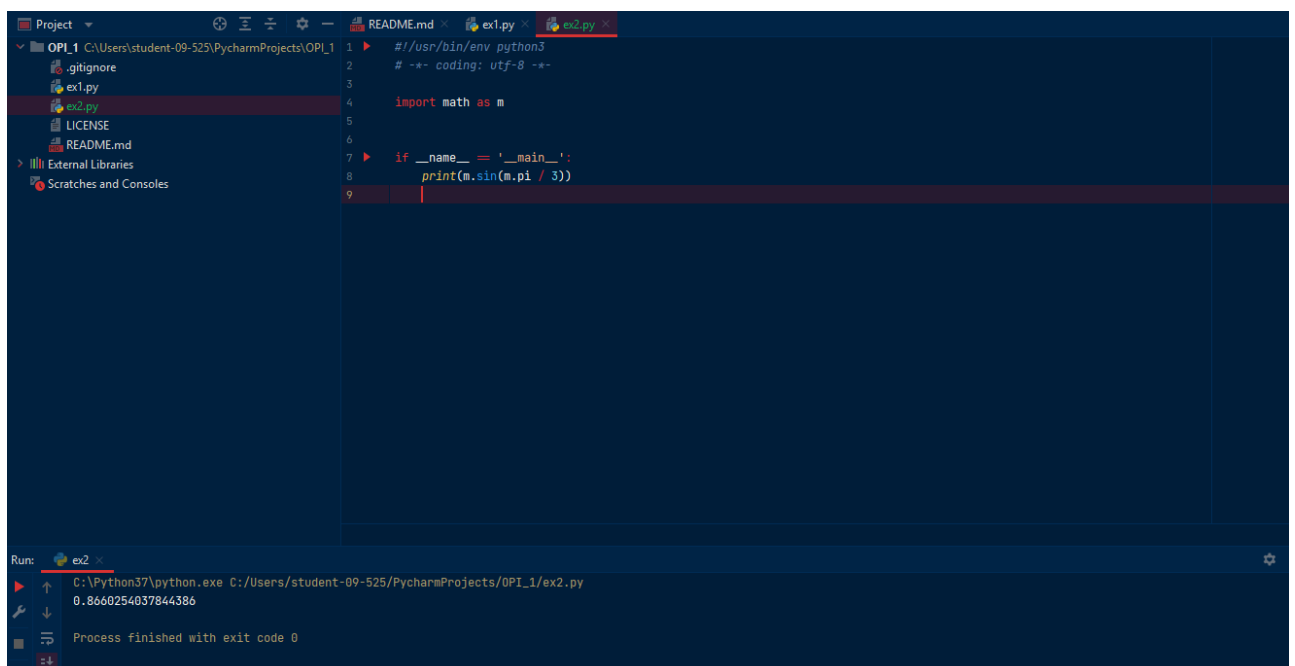 Project
README.md
ex1.py
ex2.py
OPI_1 C:\Users\student-09-525\PycharmProjects\OPI_1
.gitignore
ex1.py
ex2.py
LICENSE
README.md
External Libraries
Scratches and Consoles
1 #!/usr/bin/env python3
2 # -*- coding: utf-8 -*-
3
4 import math as m
5
6
7 if __name__ == '__main__':
8 print(m.sin(m.pi / 3))
9
Run: ex2
C:\Python37\python.exe C:/Users/student-09-525/PycharmProjects/OPI_1/ex2.py
0.8660254037844386
Process finished with exit code 0